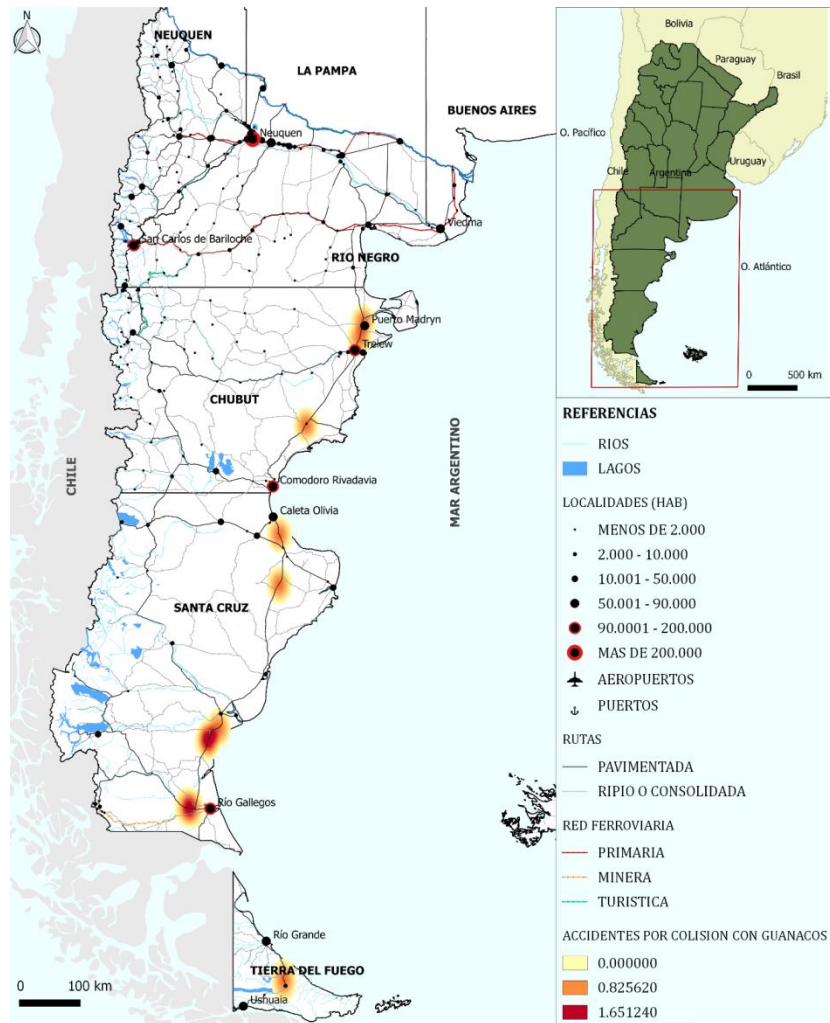 N
NEUQUEN
LA PAMPA
BUENOS AIRES
Neuquen
San Carlos de Bariloche
Viedma
RIO NEGRO
Puerto Madryn
Trelew
CHUBUT
Comodoro Rivadavia
CHILE
MAR ARGENTINO
Caleta Olivia
SANTA CRUZ
Río Gallegos
Río Grande
TIERRA DEL FUEGO
Ushuaia
0 100 km
Bolivia
Paraguay
Brasil
O. Pacífico
Uruguay
Chile
Argentina
O. Atlántico
0 500 km
REFERENCIAS
RIOS
LAGOS
LOCALIDADES (HAB)
MENOS DE 2.000
2.000 - 10.000
10.001 - 50.000
50.001 - 90.000
90.0001 - 200.000
MAS DE 200.000
AEROPUERTOS
PUERTOS
RUTAS
PAVIMENTADA
RIPIO O CONSOLIDADA
RED FERROVIARIA
PRIMARIA
MINERA
TURISTICA
ACCIDENTES POR COLISION CON GUANACOS
0.000000
0.825620
1.651240